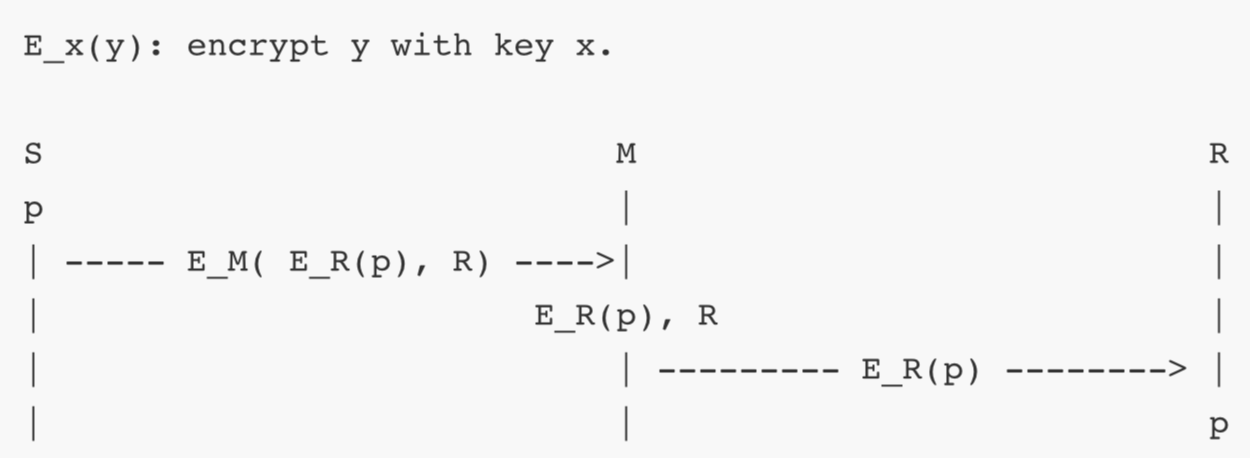 E_x(y): encrypt y with key x.
S M R
p | |
| ----- E_M( E_R(p), R) ---->| |
| E_R(p), R |
| | --------- E_R(p) --------> |
| | p